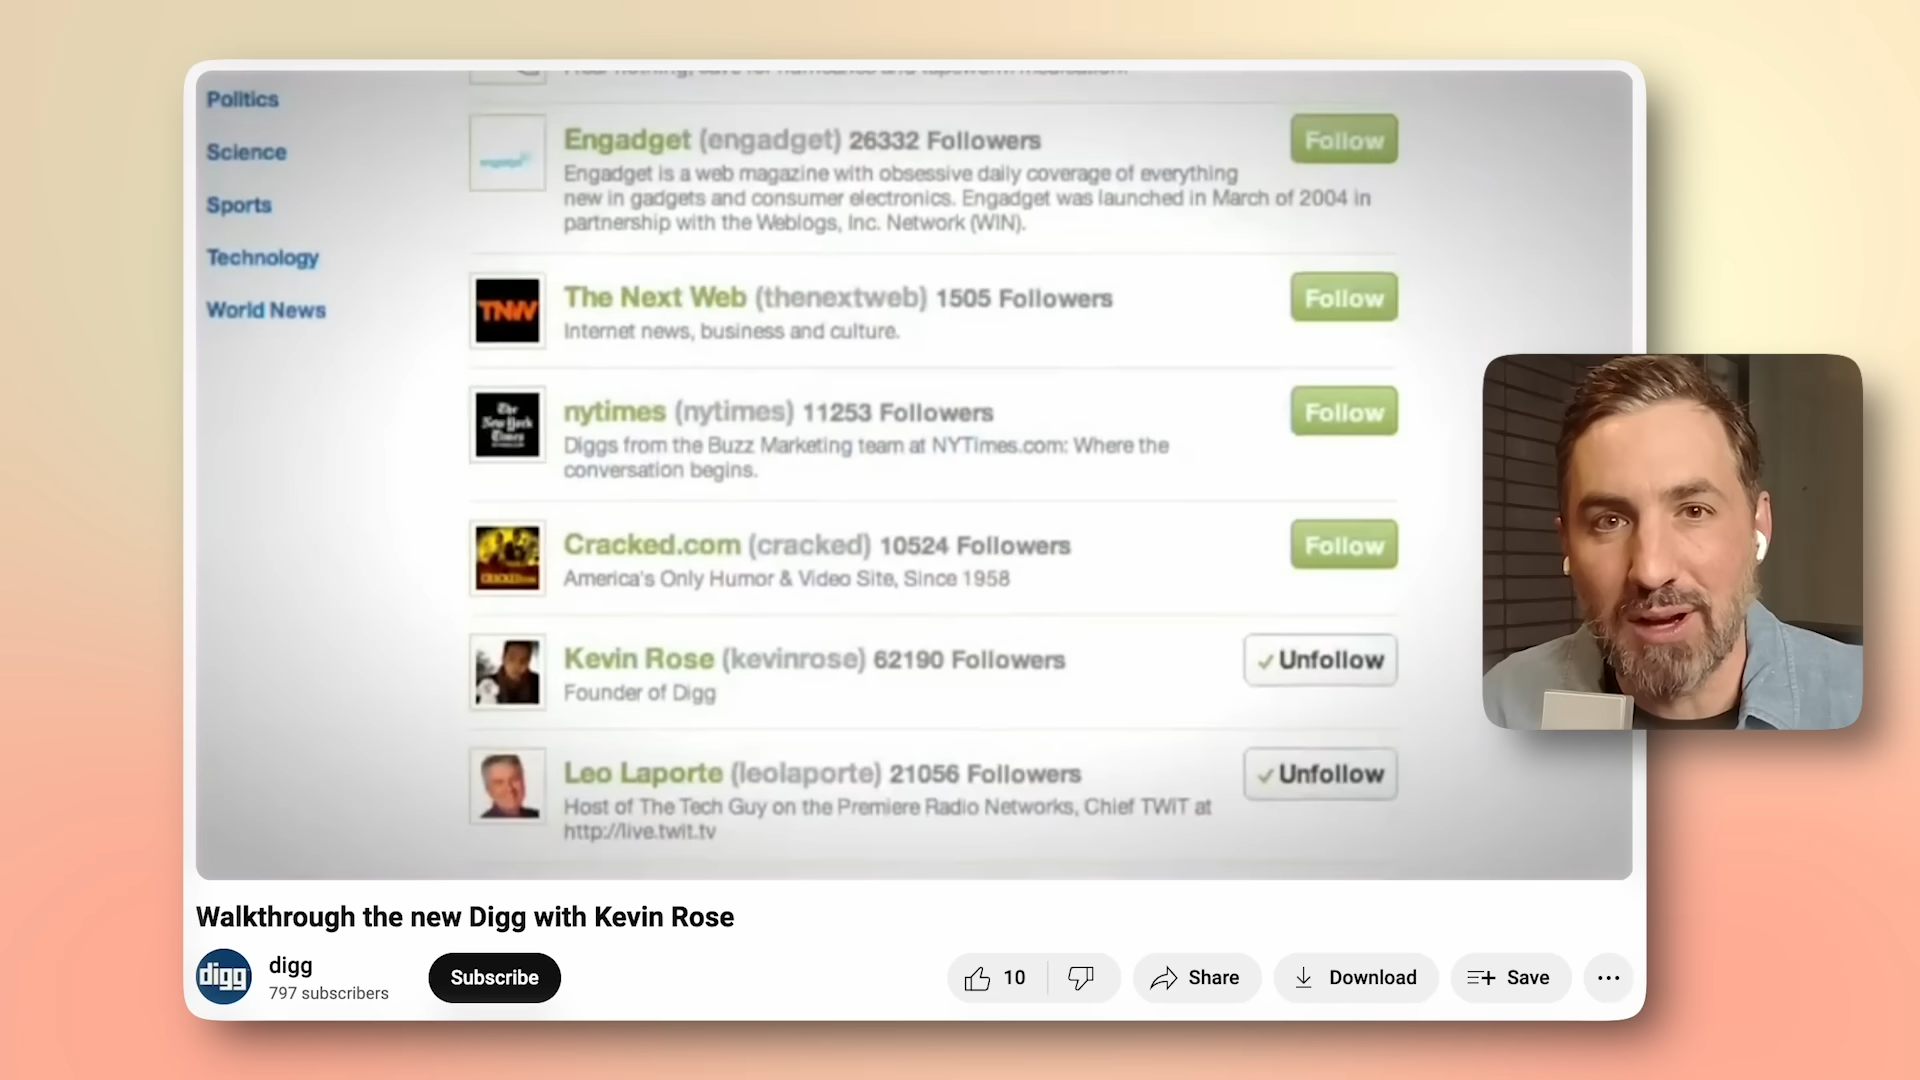 Politics
Science
Sports
Technology
World News
Engadget (engadget) 26332 Followers
Follow
Engadget is a web magazine with obsessive daily coverage of everything
new in gadgets and consumer electronics. Engadget was launched in March of 2004 in
partnership with the Weblogs, Inc. Network (WIN).
TNW
The Next Web (thenextweb) 1505 Followers
Follow
Internet news, business and culture.
The
New York
Times
nytimes (nytimes) 11253 Followers
Follow
Diggs from the Buzz Marketing team at NYTimes.com: Where the
conversation begins.
Cracked.com (cracked) 10524 Followers
Follow
America's Only Humor & Video Site, Since 1958
Kevin Rose (kevinrose) 62190 Followers
Unfollow
Founder of Digg
Leo Laporte (leolaporte) 21056 Followers
Unfollow
Host of The Tech Guy on the Premiere Radio Networks, Chief TWiT at
http://live.twit.tv
Walkthrough the new Digg with Kevin Rose
digg
digg
797 subscribers
Subscribe
10
Share
Download
Save